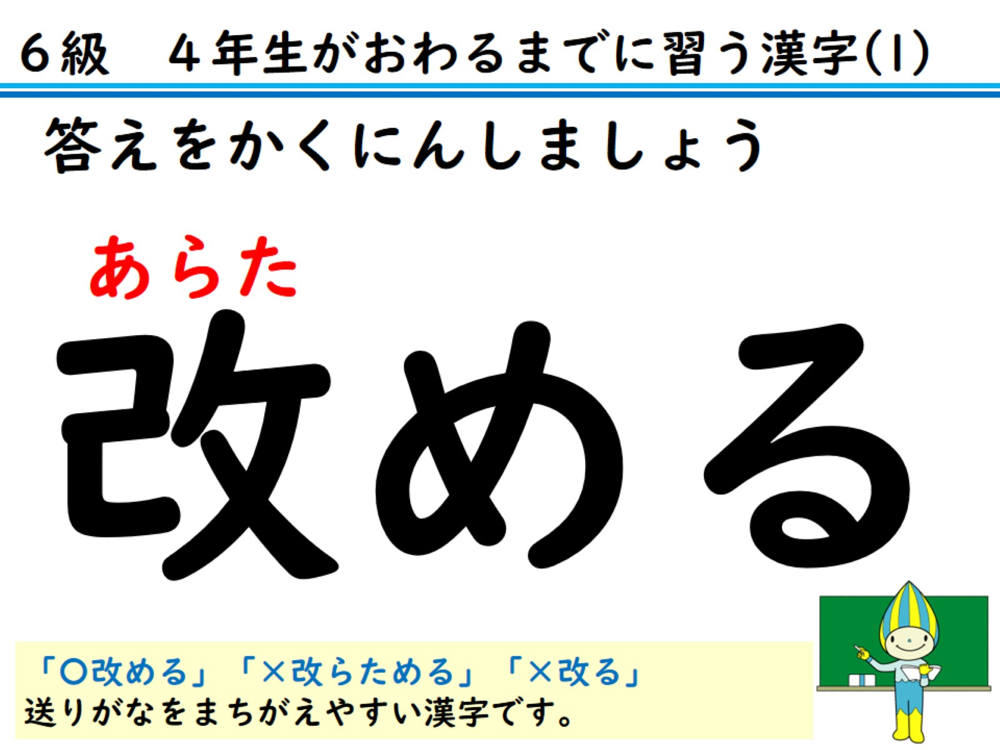 ６級　４年生がおわるまでに習う漢字(1)
答えをかくにんしましょう
あらた
改める
「〇改める」「×改らためる」「×改る」
送りがなをまちがえやすい漢字です。